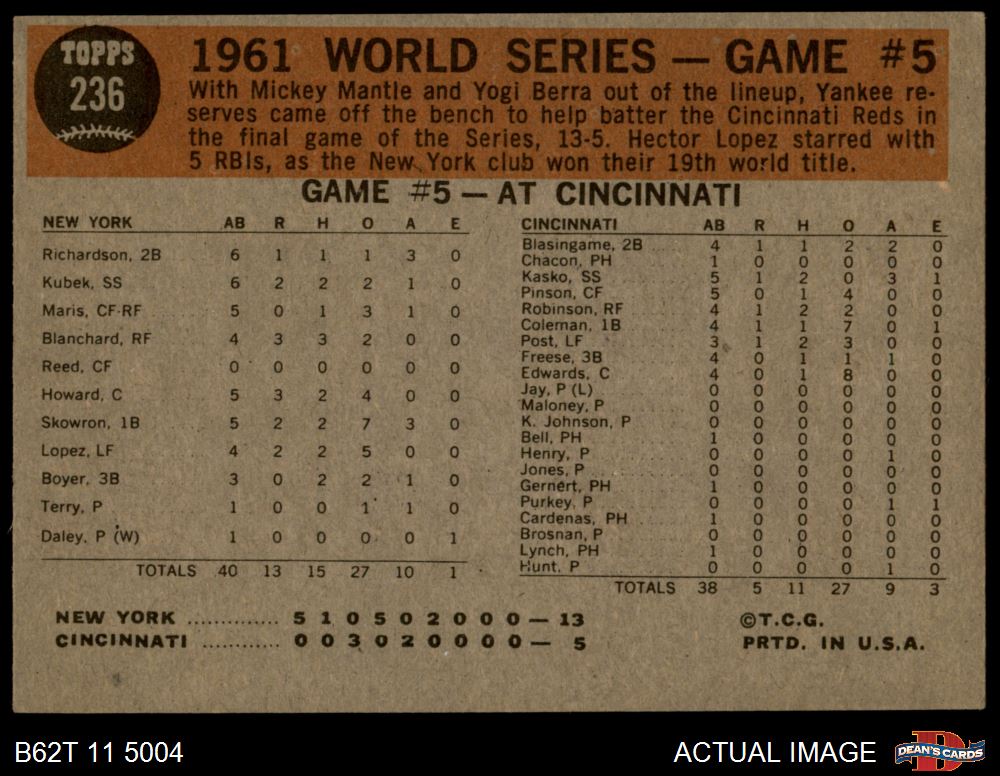 TOPPS
236
1961 WORLD SERIES — GAME #5
With Mickey Mantle and Yogi Berra out of the lineup, Yankee re-
serves came off the bench to help batter the Cincinnati Reds in
the final game of the Series, 13-5. Hector Lopez starred with
5 RBIs, as the New York club won their 19th world title.
GAME #5 — AT CINCINNATI
NEW YORK AB R H O A E
Richardson, 2B 6 1 1 1 3 0
Kubek, SS 6 2 2 2 1 0
Maris, CF-RF 5 0 1 3 1 0
Blanchard, RF 4 3 3 2 0 0
Reed, CF 0 0 0 0 0 0
Howard, C 5 3 2 4 0 0
Skowron, 1B 5 2 2 7 3 0
Lopez, LF 4 2 2 5 0 0
Boyer, 3B 3 0 2 2 1 0
Terry, P 1 0 0 1 1 0
Daley, P (W) 1 0 0 0 0 1
TOTALS 40 13 15 27 10 1
CINCINNATI AB R H O A E
Blasingame, 2B 4 1 1 2 2 0
Chacon, PH 1 0 0 0 0 0
Kasko, SS 5 1 2 0 3 1
Pinson, CF 5 0 1 4 0 0
Robinson, RF 4 1 2 2 0 0
Coleman, 1B 4 1 1 7 0 1
Post, LF 3 1 2 3 0 0
Freese, 3B 4 0 1 1 1 0
Edwards, C 4 0 1 8 0 0
Jay, P (L) 0 0 0 0 0 0
Maloney, P 0 0 0 0 0 0
K. Johnson, P 0 0 0 0 0 0
Bell, PH 1 0 0 0 0 0
Henry, P 0 0 0 0 1 0
Jones, P 0 0 0 0 0 0
Gernert, PH 1 0 0 0 0 0
Purkey, P 0 0 0 0 1 1
Cardenas, PH 1 0 0 0 0 0
Brosnan, P 0 0 0 0 0 0
Lynch, PH 1 0 0 0 0 0
Hunt, P 0 0 0 0 1 0
TOTALS 38 5 11 27 9 3
NEW YORK .............. 5 1 0 5 0 2 0 0 0 — 13
CINCINNATI ............ 0 0 3 0 2 0 0 0 0 — 5
©T.C.G.
PRTD. IN U.S.A.
B62T 11 5004
ACTUAL IMAGE
D
DEAN'S CARDS